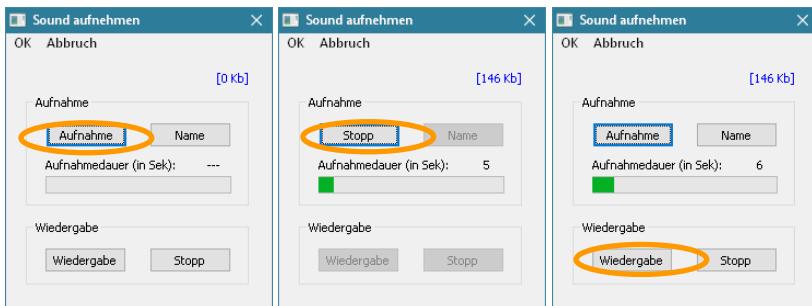 Sound aufnehmen
OK Abbruch
[0 Kb]
Aufnahme
Aufnahme Name
Aufnahmedauer (in Sek): ---
Wiedergabe
Wiedergabe Stopp
Sound aufnehmen
OK Abbruch
[146 Kb]
Aufnahme
Stopp Name
Aufnahmedauer (in Sek): 5
Wiedergabe
Wiedergabe Stopp
Sound aufnehmen
OK Abbruch
[146 Kb]
Aufnahme
Aufnahme Name
Aufnahmedauer (in Sek): 6
Wiedergabe
Wiedergabe Stopp